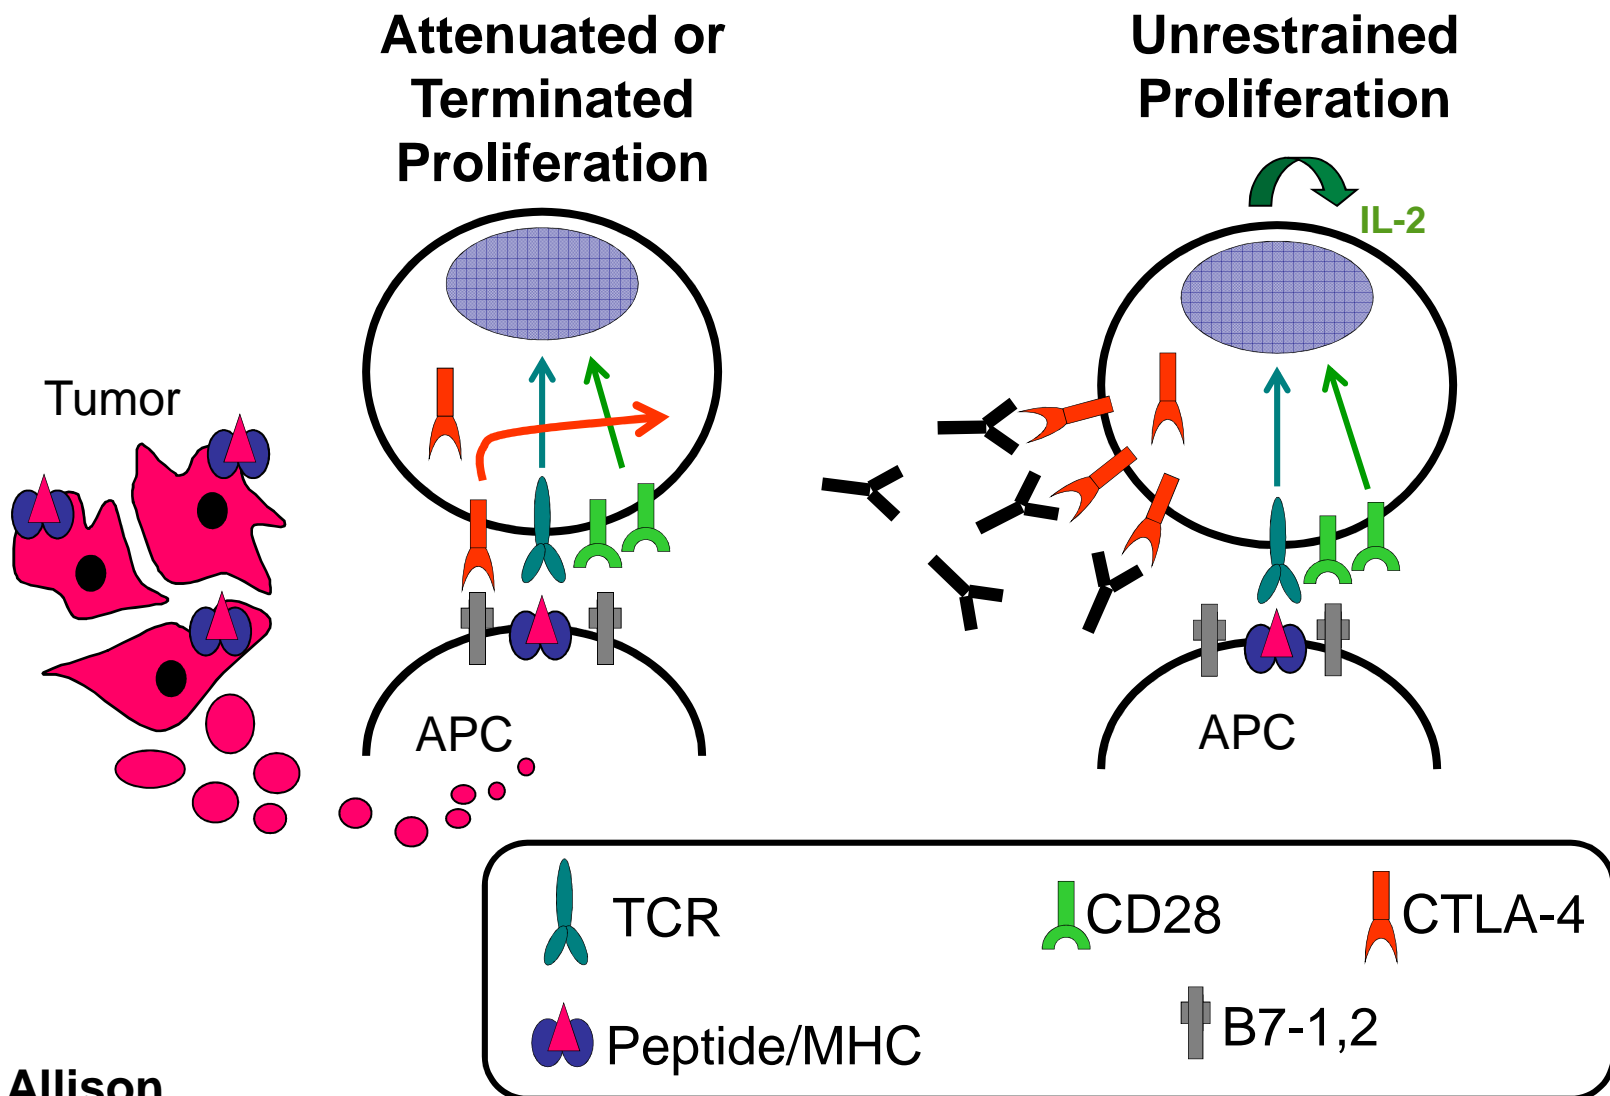 Attenuated or
Terminated
Proliferation
Unrestrained
Proliferation
IL-2
Tumor
APC
APC
TCR
CD28
CTLA-4
Peptide/MHC
B7-1,2
Allison